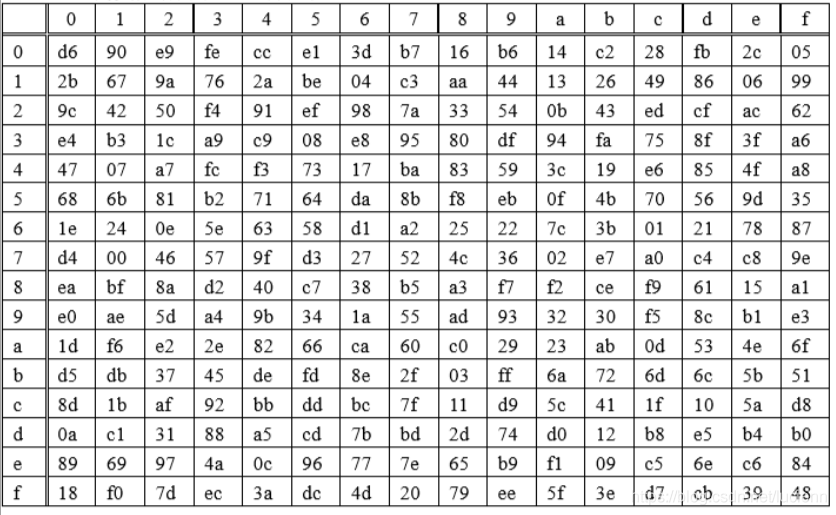 0 1 2 3 4 5 6 7 8 9 a b c d e f
0 d6 90 e9 fe cc e1 3d b7 16 b6 14 c2 28 fb 2c 05
1 2b 67 9a 76 2a be 04 c3 aa 44 13 26 49 86 06 99
2 9c 42 50 f4 91 ef 98 7a 33 54 0b 43 ed cf ac 62
3 e4 b3 1c a9 c9 08 e8 95 80 df 94 fa 75 8f 3f a6
4 47 07 a7 fc f3 73 17 ba 83 59 3c 19 e6 85 4f a8
5 68 6b 81 b2 71 64 da 8b f8 eb 0f 4b 70 56 9d 35
6 1e 24 0e 5e 63 58 d1 a2 25 22 7c 3b 01 21 78 87
7 d4 00 46 57 9f d3 27 52 4c 36 02 e7 a0 c4 c8 9e
8 ea bf 8a d2 40 c7 38 b5 a3 f7 f2 ce f9 61 15 a1
9 e0 ae 5d a4 9b 34 1a 55 ad 93 32 30 f5 8c b1 e3
a 1d f6 e2 2e 82 66 ca 60 c0 29 23 ab 0d 53 4e 6f
b d5 db 37 45 de fd 8e 2f 03 ff 6a 72 6d 6c 5b 51
c 8d 1b af 92 bb dd bc 7f 11 d9 5c 41 1f 10 5a d8
d 0a c1 31 88 a5 cd 7b bd 2d 74 d0 12 b8 e5 b4 b0
e 89 69 97 4a 0c 96 77 7e 65 b9 f1 09 c5 6e c6 84
f 18 f0 7d ec 3a dc 4d 20 79 ee 5f 3e d7 cb 39 48